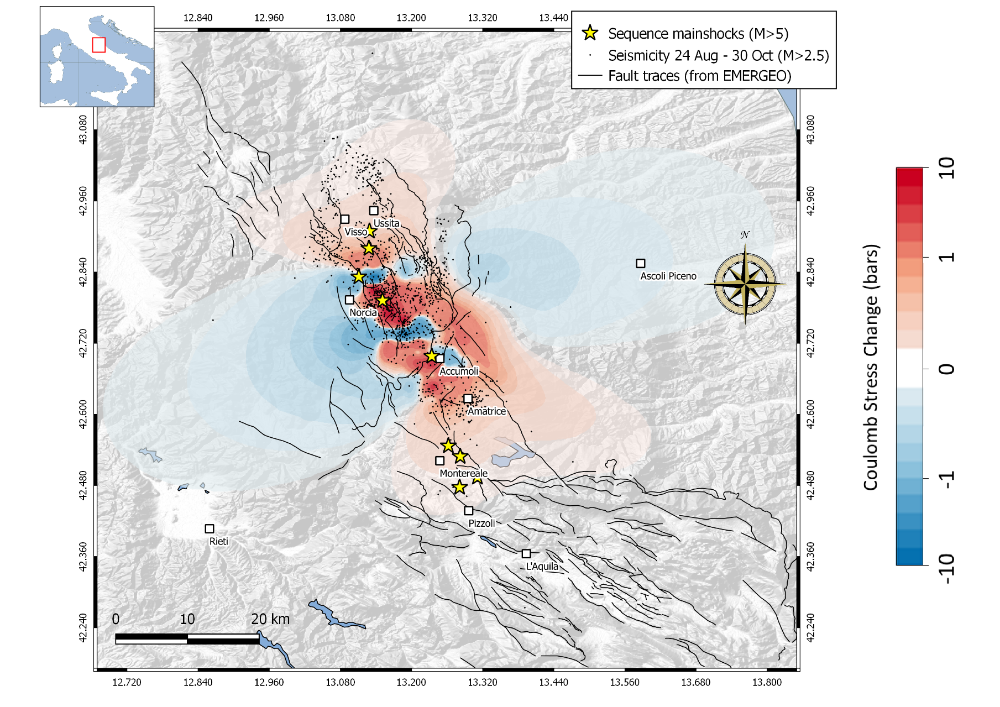 12.840 12.960 13.080 13.200 13.320 13.440
Sequence mainshocks (M>5)
Seismicity 24 Aug - 30 Oct (M>2.5)
Fault traces (from EMERGEO)
43.080 43.080
42.960 42.960
42.840 42.840
42.720 42.720
42.600 42.600
42.480 42.480
42.360 42.360
42.240 42.240
Ussita
Visso
N
Ascoli Piceno
Norcia
Accumoli
Amatrice
Montereale
Pizzoli
Rieti
L'Aquila
0 10 20 km
12.720 12.840 12.960 13.080 13.200 13.320 13.440 13.560 13.680 13.800
Coulomb Stress Change (bars)
10
1
0
-1
-10